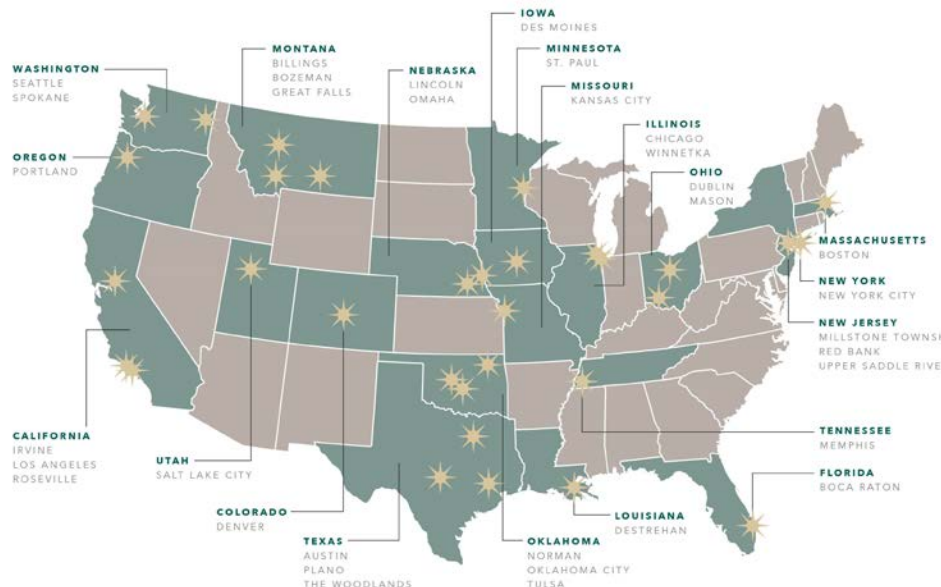 IOWA
DES MOINES
MONTANA
BILLINGS
BOZEMAN
GREAT FALLS
MINNESOTA
ST. PAUL
WASHINGTON
SEATTLE
SPOKANE
NEBRASKA
LINCOLN
OMAHA
MISSOURI
KANSAS CITY
ILLINOIS
CHICAGO
WINNETKA
OREGON
PORTLAND
OHIO
DUBLIN
MASON
MASSACHUSETTS
BOSTON
NEW YORK
NEW YORK CITY
NEW JERSEY
MILLSTONE TOWNS
RED BANK
UPPER SADDLE RIVE
CALIFORNIA
IRVINE
LOS ANGELES
ROSEVILLE
UTAH
SALT LAKE CITY
TENNESSEE
MEMPHIS
FLORIDA
BOCA RATON
COLORADO
DENVER
LOUISIANA
DESTREHAN
TEXAS
AUSTIN
PLANO
THE WOODLANDS
OKLAHOMA
NORMAN
OKLAHOMA CITY
TULSA